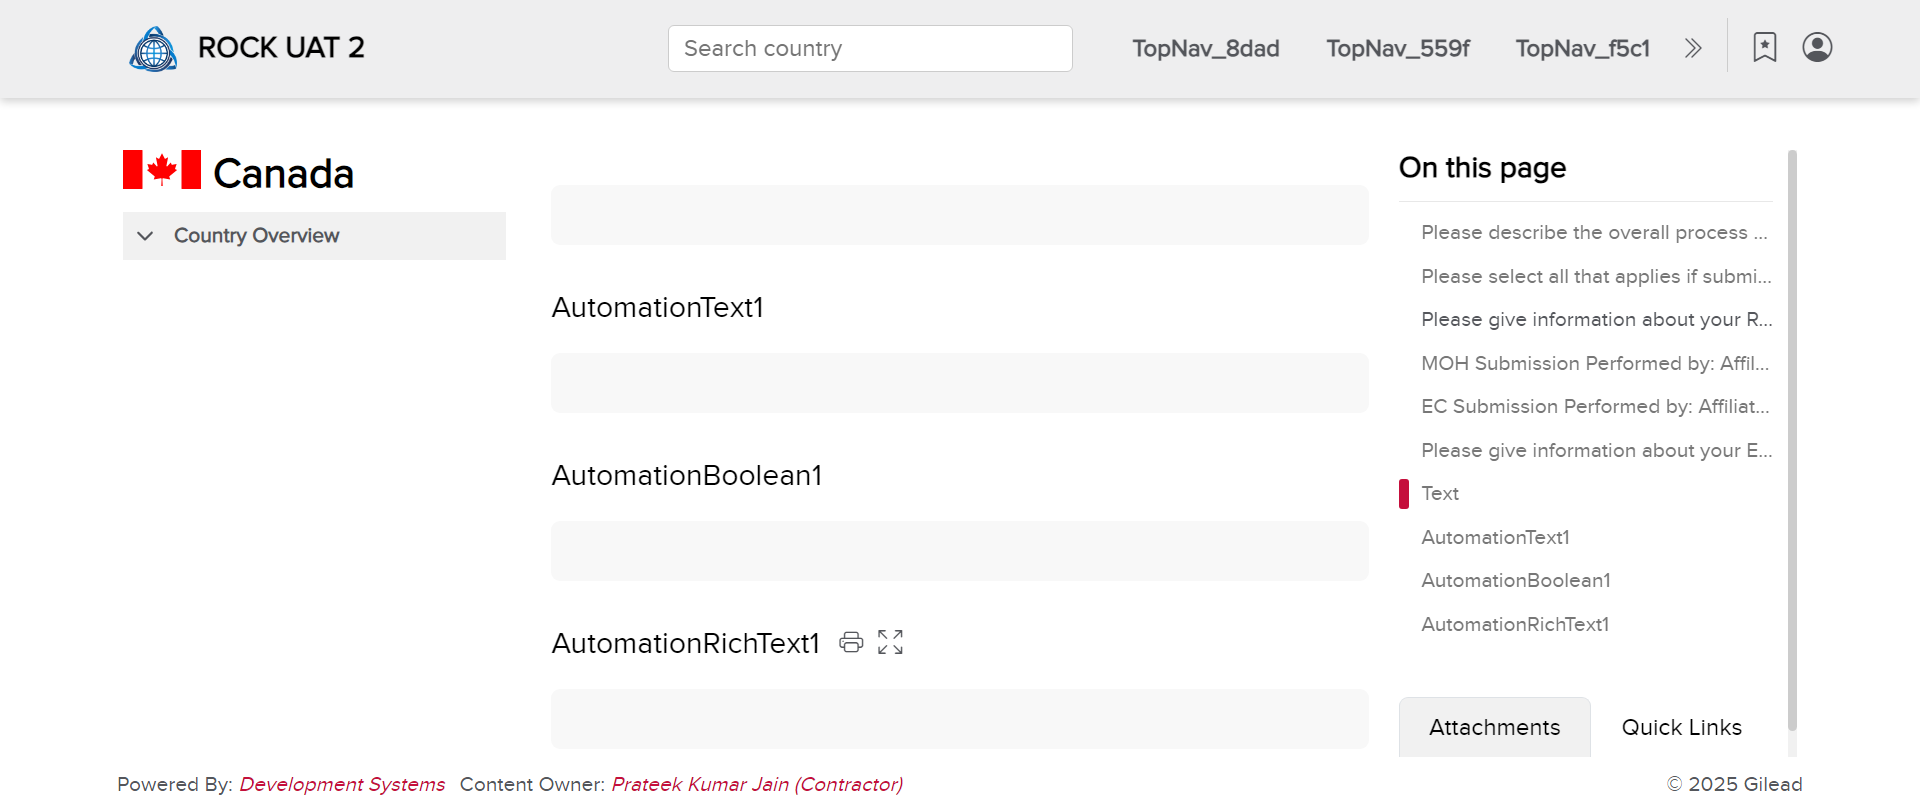 ROCK UAT 2
Search country
TopNav_8dad
TopNav_559f
TopNav_f5c1
Canada
Country Overview
AutomationText1
AutomationBoolean1
AutomationRichText1
On this page
Please describe the overall process ...
Please select all that applies if submi...
Please give information about your R...
MOH Submission Performed by: Affil...
EC Submission Performed by: Affiliat...
Please give information about your E...
Text
AutomationText1
AutomationBoolean1
AutomationRichText1
Attachments
Quick Links
Powered By: Development Systems Content Owner: Prateek Kumar Jain (Contractor)
© 2025 Gilead